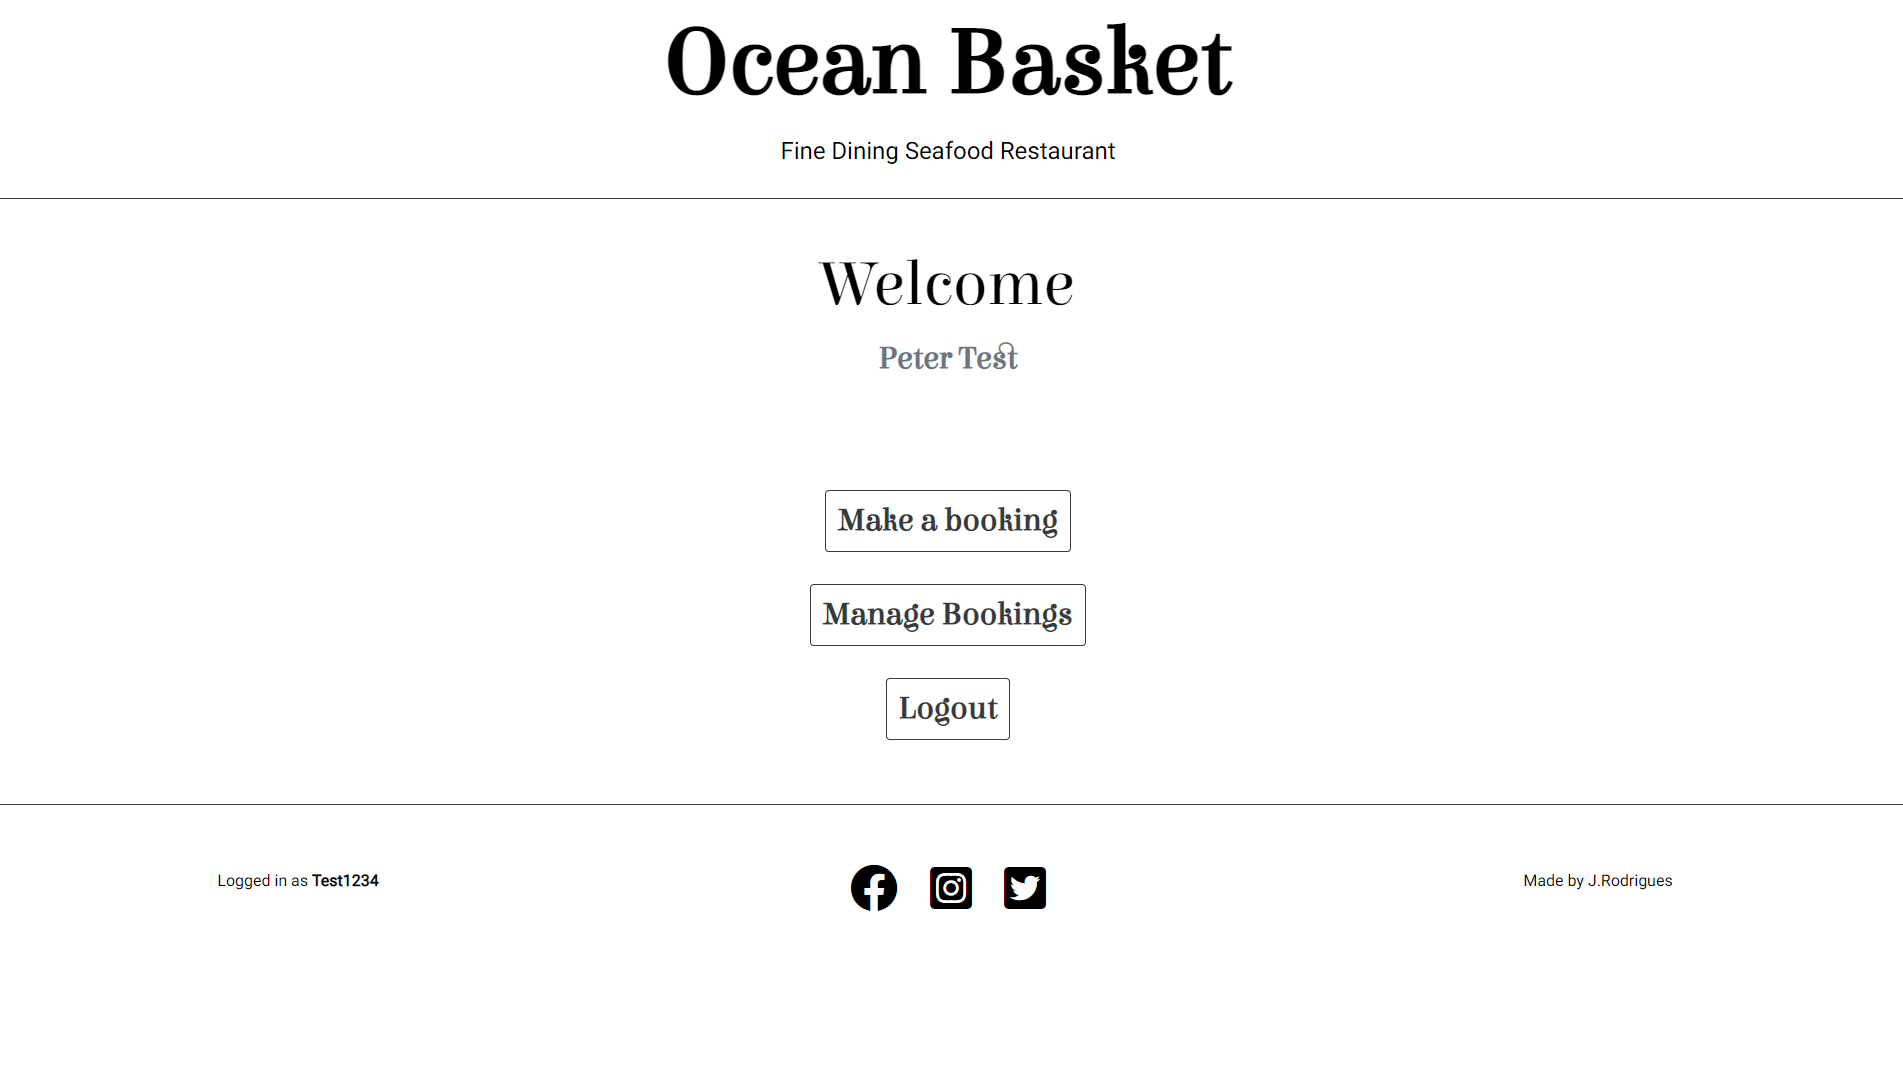 Ocean Basket
Fine Dining Seafood Restaurant
Welcome
Peter Test
Make a booking
Manage Bookings
Logout
Logged in as Test1234
Made by J.Rodrigues